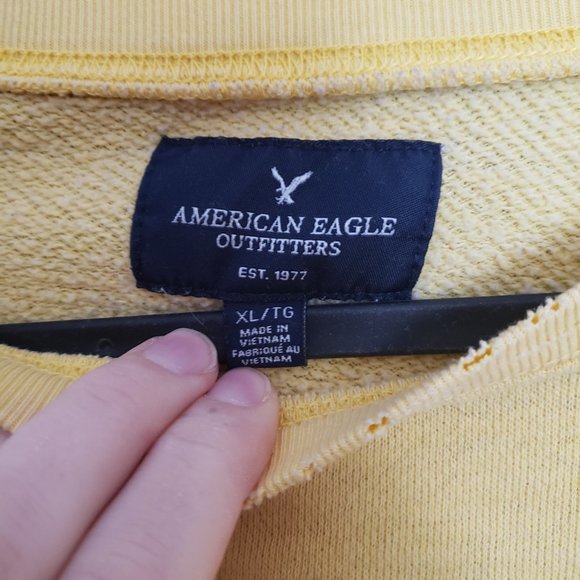 AMERICAN EAGLE
OUTFITTERS
EST. 1977
XL/TG
MADE IN
VIETNAM
FABRIQUÉ AU
VIETNAM